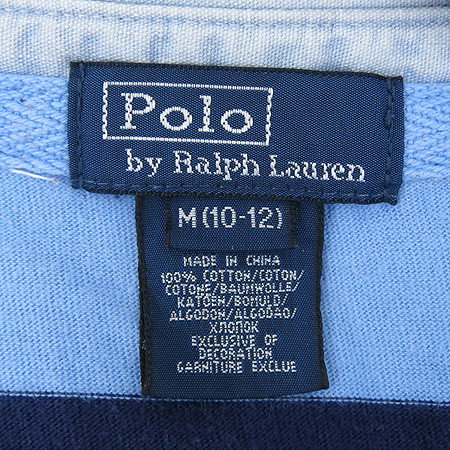 Polo
by Ralph Lauren
M (10-12)
MADE IN CHINA
100% COTTON/COTON/
COTONE/BAUMWOLLE/
KATOEN/BOMULD/
ALGODON/ALGODAO/
ХЛОПОК
EXCLUSIVE OF
DECORATION
GARNITURE EXCLUE